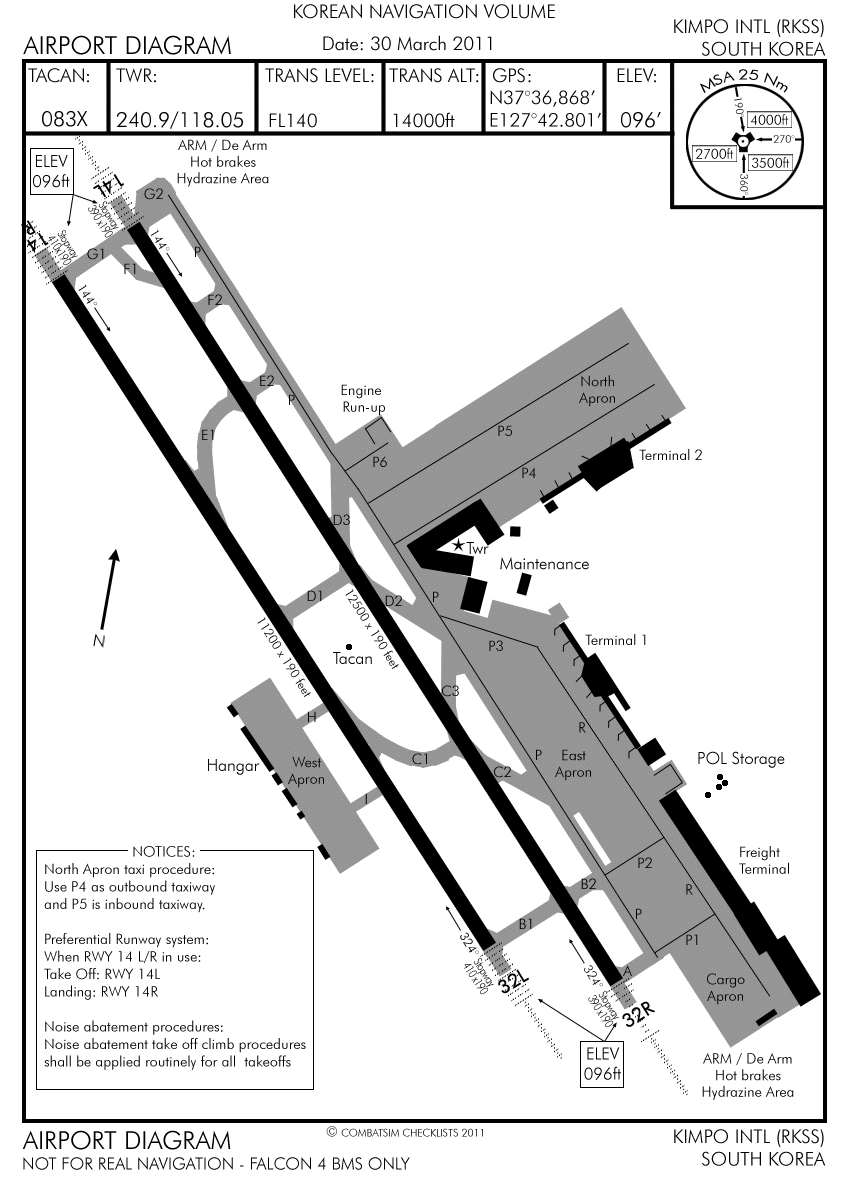 KOREAN NAVIGATION VOLUME
AIRPORT DIAGRAM
Date: 30 March 2011
KIMPO INTL (RKSS)
SOUTH KOREA
TACAN:
083X
TWR:
240.9/118.05
TRANS LEVEL:
FL140
TRANS ALT:
14000ft
GPS:
N37°36,868’
E127°42.801’
ELEV:
096’
MSA 25 Nm
190°
4000ft
270°
2700ft
3500ft
360°
ELEV
096ft
ARM / De Arm
Hot brakes
Hydrazine Area
14L
Stopway
390x190
14R
Stopway
410x190
G2
G1
F1
144°
P
144°
F2
E2
P
E1
Engine
Run-up
North
Apron
P5
P6
P4
Terminal 2
D3
Twr
Maintenance
D1
D2
P
12500 x 190 feet
11200 x 190 feet
N
Tacan
P3
Terminal 1
C3
H
R
C1
P
East
Apron
POL Storage
Hangar
West
Apron
C2
I
NOTICES:
North Apron taxi procedure:
Use P4 as outbound taxiway
and P5 is inbound taxiway.
Preferential Runway system:
When RWY 14 L/R in use:
Take Off: RWY 14L
Landing: RWY 14R
Noise abatement procedures:
Noise abatement take off climb procedures
shall be applied routinely for all takeoffs
Freight
Terminal
P2
B2
R
P
B1
P1
324°
Stopway
410x190
32L
324°
Stopway
390x190
A
32R
Cargo
Apron
ELEV
096ft
ARM / De Arm
Hot brakes
Hydrazine Area
© COMBATSIM CHECKLISTS 2011
AIRPORT DIAGRAM
NOT FOR REAL NAVIGATION - FALCON 4 BMS ONLY
KIMPO INTL (RKSS)
SOUTH KOREA